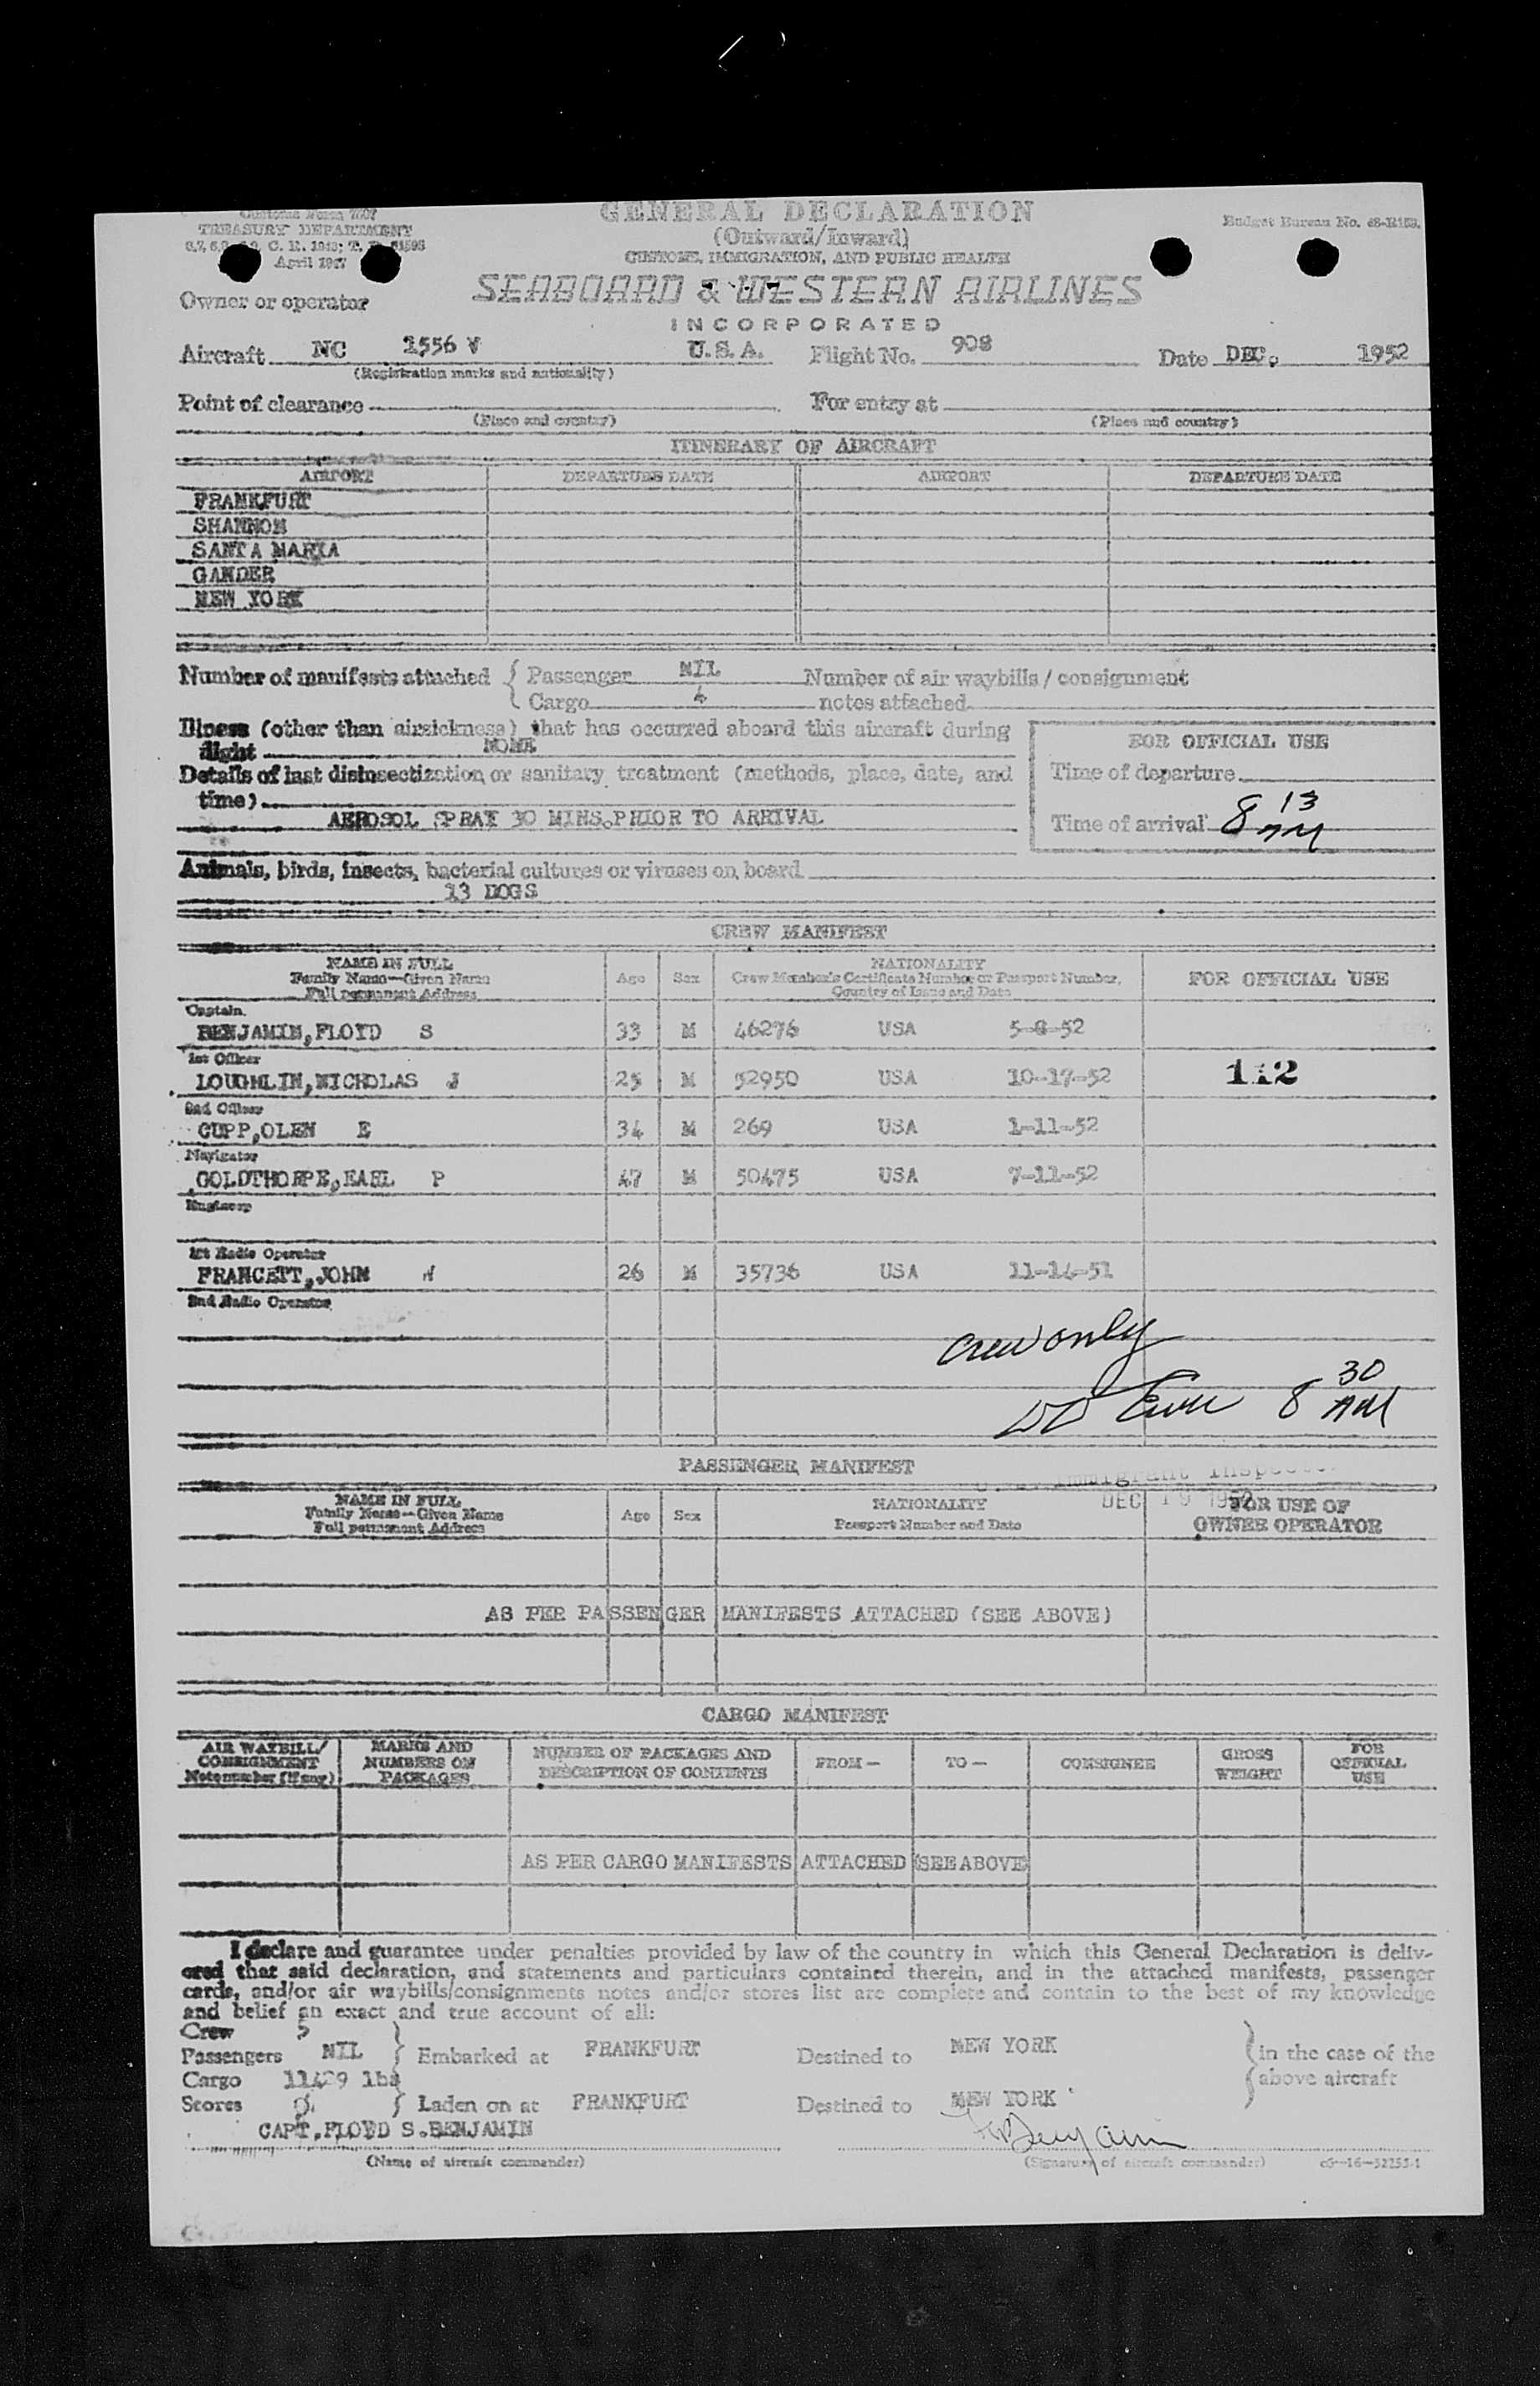 Customs Form 7507
TREASURY DEPARTMENT
April 1947
GENERAL DECLARATION
(Outward/Inward)
CUSTOMS, IMMIGRATION, AND PUBLIC HEALTH
Budget Bureau No. 48-R158.
Owner or operator
SEABOARD & WESTERN AIRLINES
INCORPORATED
Aircraft NC 1556 V U.S.A. Flight No. 908 Date DEC. 1952
(Registration marks and nationality)
Point of clearance For entry at
(Place and country) (Place and country)
ITINERARY OF AIRCRAFT
AIRPORT DEPARTURE DATE AIRPORT DEPARTURE DATE
FRANKFURT
SHANNON
SANTA MARIA
GANDER
NEW YORK
Number of manifests attached { Passenger NIL Number of air waybills / consignment
Cargo 4 notes attached
Illness (other than airsickness) that has occurred aboard this aircraft during
flight NONE
FOR OFFICIAL USE
Details of last disinsectization or sanitary treatment (methods, place, date, and
time)
Time of departure
AEROSOL SPRAY 30 MINS.PRIOR TO ARRIVAL
Time of arrival 8 13 AM
Animals, birds, insects, bacterial cultures or viruses on board
13 DOGS
CREW MANIFEST
NAME IN FULL
Family Name—Given Name
Full permanent Address
Age Sex
NATIONALITY
Crew Member's Certificate Number or Passport Number,
Country of Issue and Date
FOR OFFICIAL USE
Captain
BENJAMIN,FLOYD S 33 M 46276 USA 5-8-52
1st Officer
LOUGHLIN,NICHOLAS J 25 M 52950 USA 10-17-52 112
2nd Officer
CUPP,OLEN E 34 M 269 USA 1-11-52
Navigator
GOLDTHORPE,EARL P 47 M 50475 USA 7-11-52
Engineer
1st Radio Operator
FRANCETT,JOHN W 26 M 35736 USA 11-14-51
2nd Radio Operator
Crew only
8 30 AM
PASSENGER MANIFEST
Immigrant Inspector
DEC 19 1952
NAME IN FULL
Family Name—Given Name
Full permanent Address
Age Sex
NATIONALITY
Passport Number and Date
FOR USE OF
OWNER OPERATOR
AS PER PASSENGER MANIFESTS ATTACHED (SEE ABOVE)
CARGO MANIFEST
AIR WAYBILL/
CONSIGNMENT
Note number (if any)
MARKS AND
NUMBERS ON
PACKAGES
NUMBER OF PACKAGES AND
DESCRIPTION OF CONTENTS
FROM— TO— CONSIGNEE
GROSS
WEIGHT
FOR
OFFICIAL
USE
AS PER CARGO MANIFESTS ATTACHED (SEE ABOVE
I declare and guarantee under penalties provided by law of the country in which this General Declaration is deliv-
ered that said declaration, and statements and particulars contained therein, and in the attached manifests, passenger
cards, and/or air waybills/consignments notes and/or stores list are complete and contain to the best of my knowledge
and belief an exact and true account of all:
Crew 5
Passengers NIL } Embarked at FRANKFURT Destined to NEW YORK } in the case of the
Cargo 11429 lbs above aircraft
Stores } Laden on at FRANKFURT Destined to NEW YORK
CAPT.FLOYD S.BENJAMIN
(Name of aircraft commander) (Signature of aircraft commander)